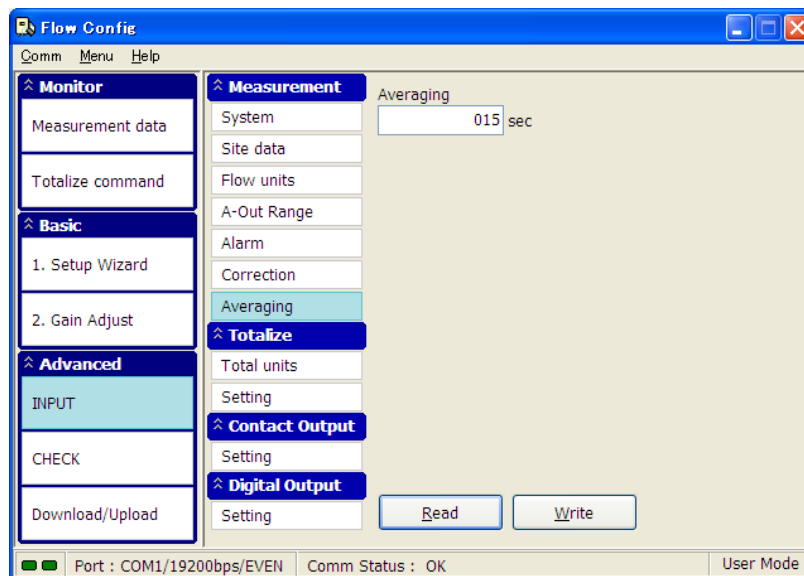 Flow Config
Comm Menu Help
Monitor
Measurement data
Totalize command
Basic
1. Setup Wizard
2. Gain Adjust
Advanced
INPUT
CHECK
Download/Upload
Measurement
System
Site data
Flow units
A-Out Range
Alarm
Correction
Averaging
Totalize
Total units
Setting
Contact Output
Setting
Digital Output
Setting
Averaging
015 sec
Read Write
Port : COM1/19200bps/EVEN Comm Status : OK User Mode